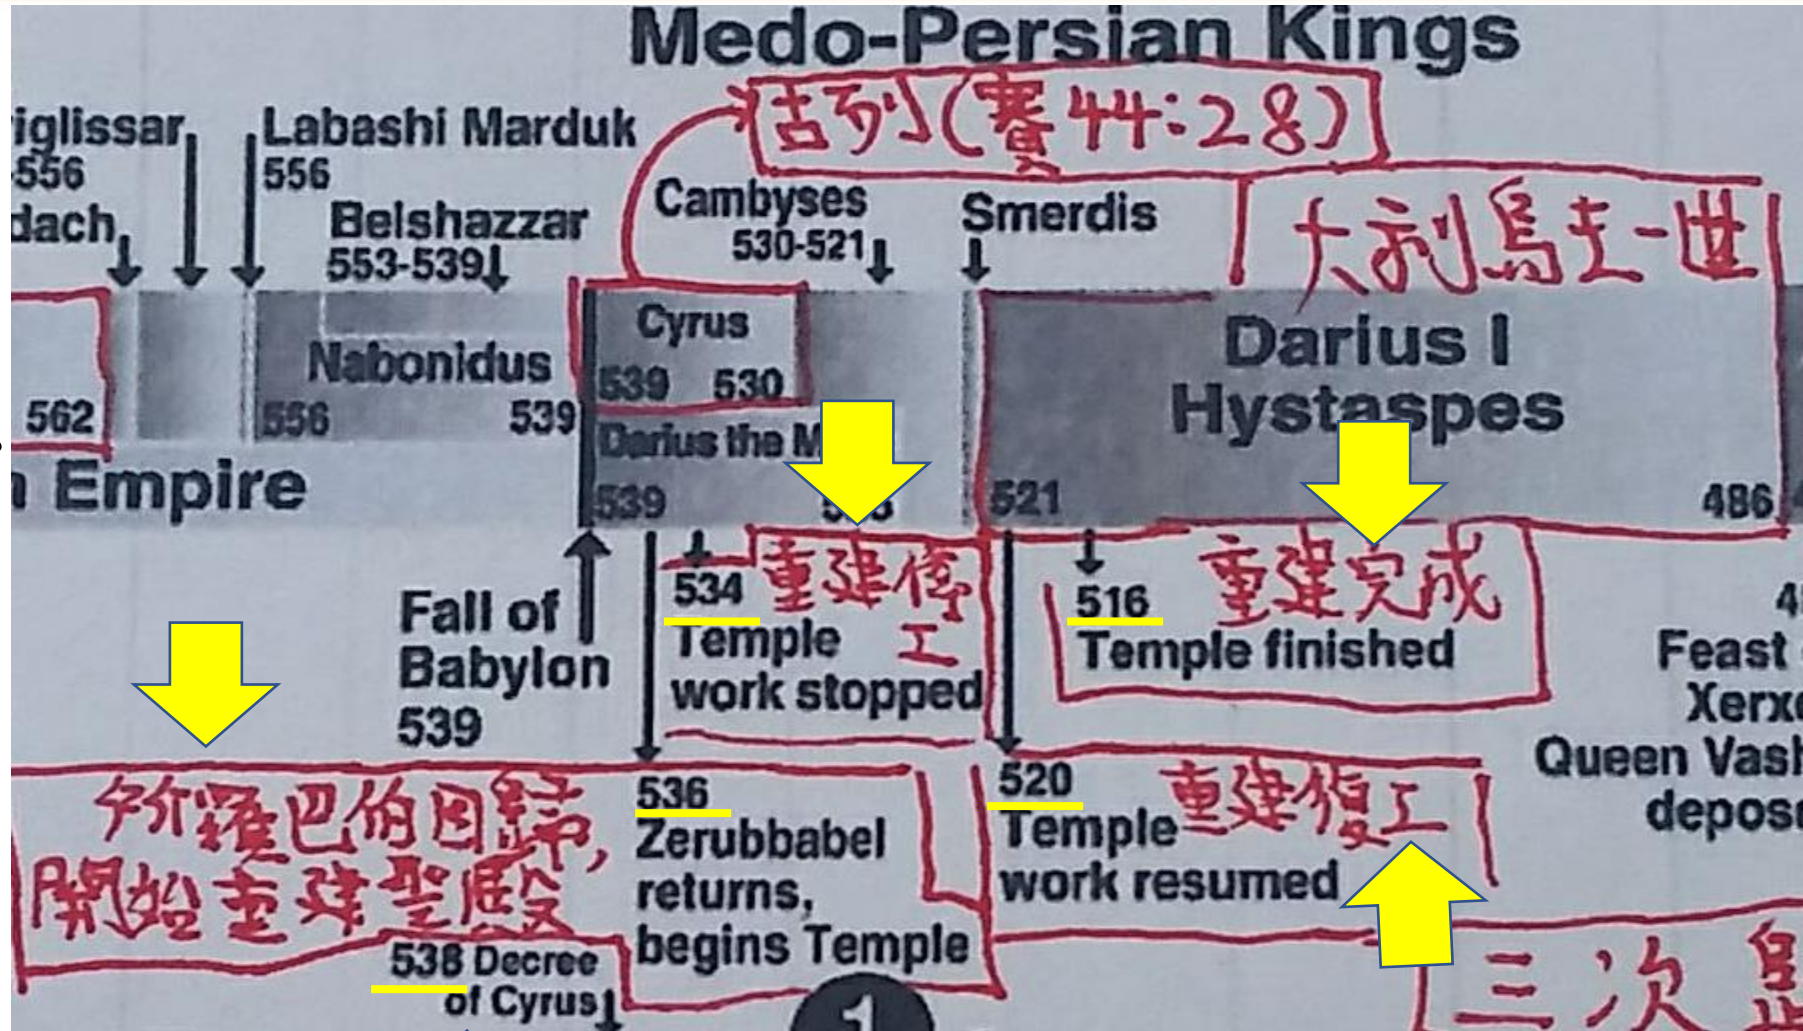 Medo-Persian Kings
古列(賽44:28)
iglissar
-556
Labashi Marduk
556
dach
Belshazzar
553-539
Cambyses
530-521
Smerdis
大利烏王一世
562
Nabonidus
556 539
Cyrus
539 530
Darius the M
539
Darius I
Hystaspes
521 486
Empire
Fall of
Babylon
539
534 重建停
工
Temple
work stopped
516 重建完成
Temple finished
Feast
Xerx
Queen Vash
depos
所羅巴伯回歸,
開始重建聖殿
536
Zerubbabel
returns,
begins Temple
520 重建復工
Temple
work resumed
538 Decree
of Cyrus
1
三次